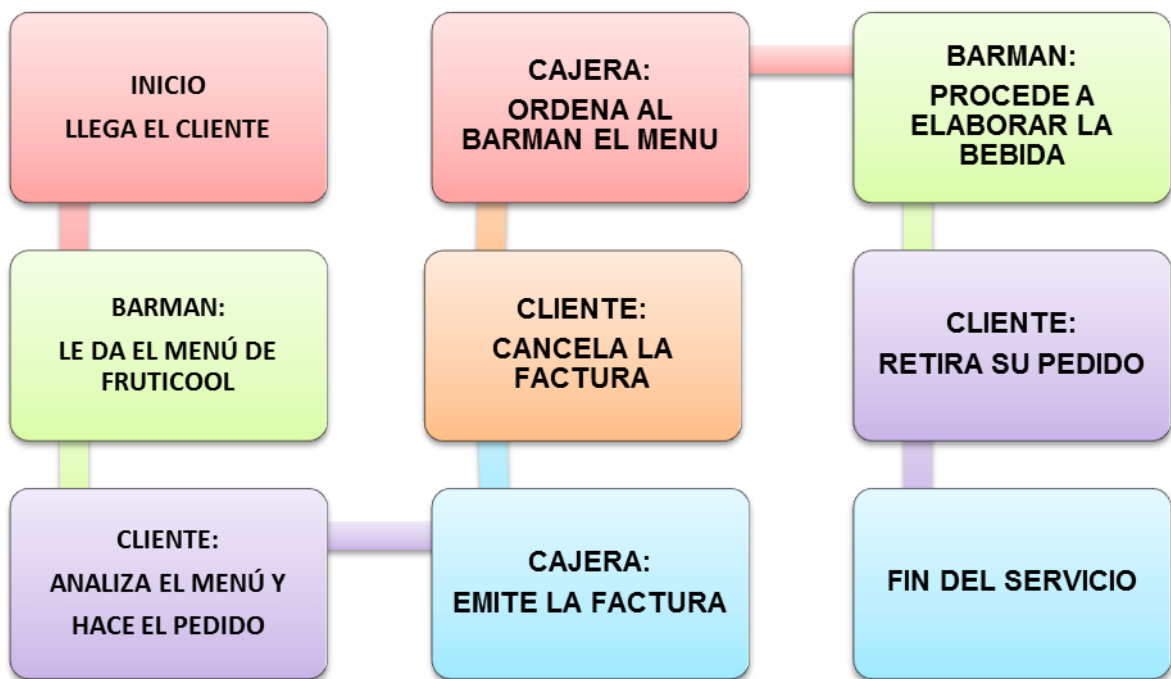 INICIO
LLEGA EL CLIENTE
BARMAN:
LE DA EL MENÚ DE
FRUTICOOL
CLIENTE:
ANALIZA EL MENÚ Y
HACE EL PEDIDO
CAJERA:
EMITE LA FACTURA
CLIENTE:
CANCELA LA
FACTURA
CAJERA:
ORDENA AL
BARMAN EL MENU
BARMAN:
PROCEDE A
ELABORAR LA
BEBIDA
CLIENTE:
RETIRA SU PEDIDO
FIN DEL SERVICIO